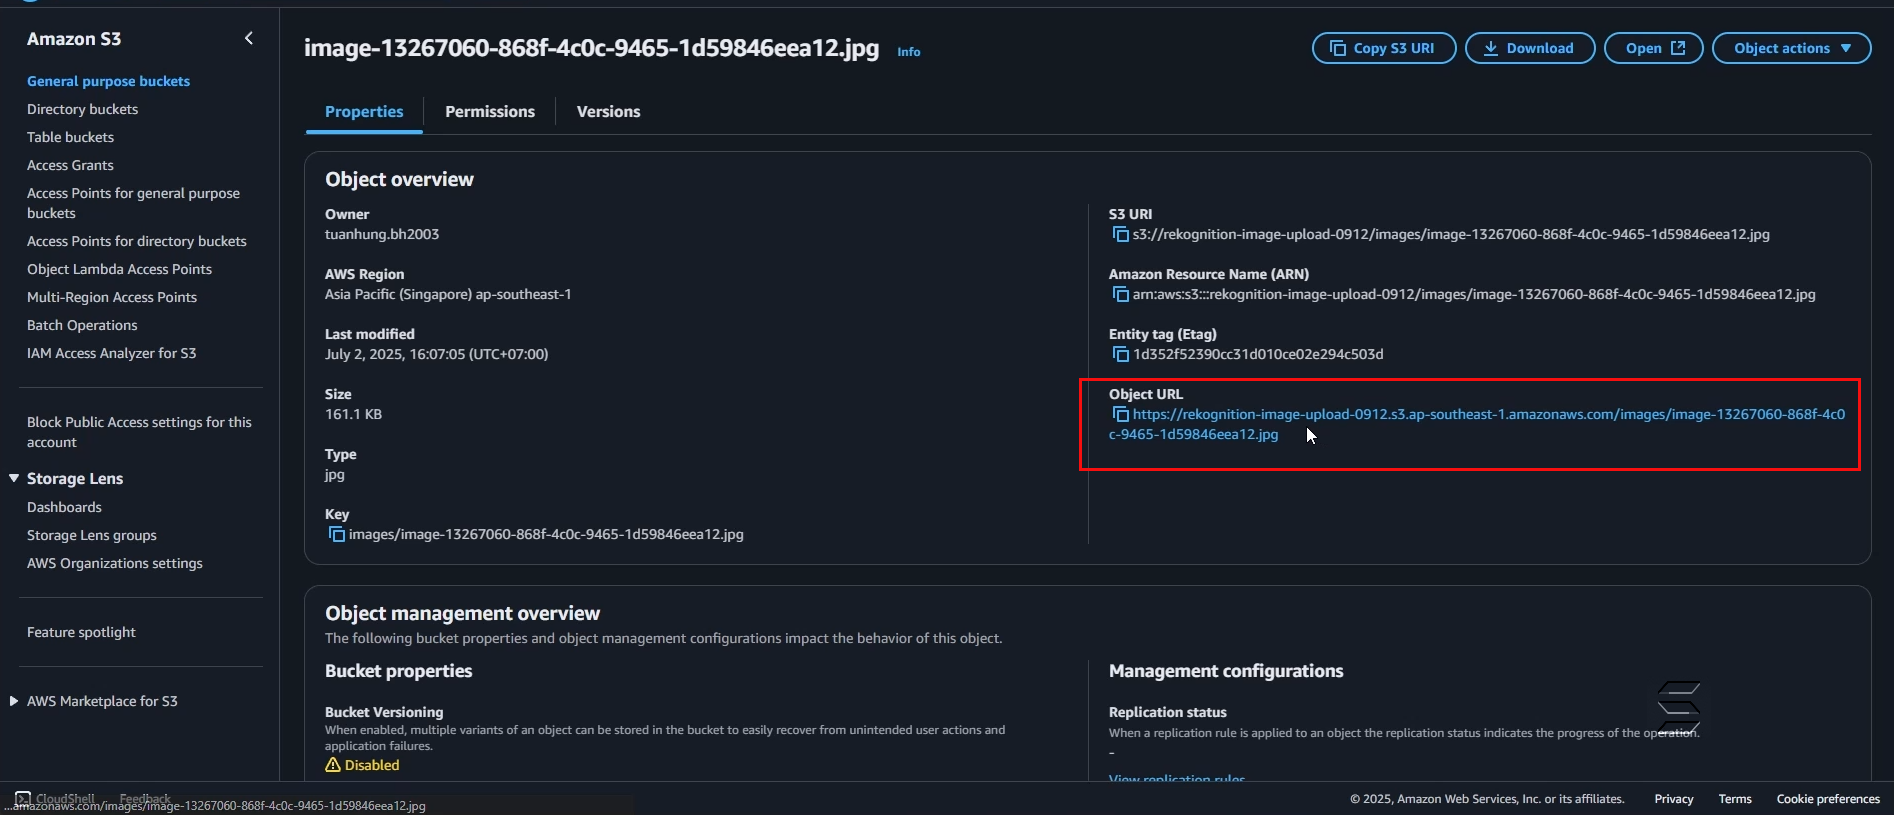 Amazon S3
General purpose buckets
Directory buckets
Table buckets
Access Grants
Access Points for general purpose
buckets
Access Points for directory buckets
Object Lambda Access Points
Multi-Region Access Points
Batch Operations
IAM Access Analyzer for S3
Block Public Access settings for this
account
Storage Lens
Dashboards
Storage Lens groups
AWS Organizations settings
Feature spotlight
AWS Marketplace for S3
image-13267060-868f-4c0c-9465-1d59846eea12.jpg Info
Copy S3 URI Download Open Object actions
Properties Permissions Versions
Object overview
Owner
tuanhung.bh2003
AWS Region
Asia Pacific (Singapore) ap-southeast-1
Last modified
July 2, 2025, 16:07:05 (UTC+07:00)
Size
161.1 KB
Type
jpg
Key
images/image-13267060-868f-4c0c-9465-1d59846eea12.jpg
S3 URI
s3://rekognition-image-upload-0912/images/image-13267060-868f-4c0c-9465-1d59846eea12.jpg
Amazon Resource Name (ARN)
arn:aws:s3:::rekognition-image-upload-0912/images/image-13267060-868f-4c0c-9465-1d59846eea12.jpg
Entity tag (Etag)
1d352f52390cc31d010ce02e294c503d
Object URL
https://rekognition-image-upload-0912.s3.ap-southeast-1.amazonaws.com/images/image-13267060-868f-4c0
c-9465-1d59846eea12.jpg
Object management overview
The following bucket properties and object management configurations impact the behavior of this object.
Bucket properties
Bucket Versioning
When enabled, multiple variants of an object can be stored in the bucket to easily recover from unintended user actions and
application failures.
Disabled
Management configurations
Replication status
When a replication rule is applied to an object the replication status indicates the progress of the operation.
-
View replication rules
CloudShell Feedback
...amazonaws.com/images/image-13267060-868f-4c0c-9465-1d59846eea12.jpg
© 2025, Amazon Web Services, Inc. or its affiliates. Privacy Terms Cookie preferences